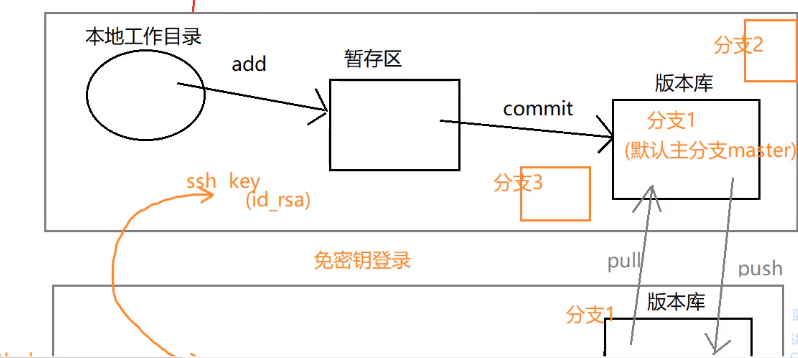 本地工作目录
add
暂存区
commit
分支2
版本库
分支1
(默认主分支master)
分支3
ssh key
(id_rsa)
免密钥登录
pull
push
分支1
版本库